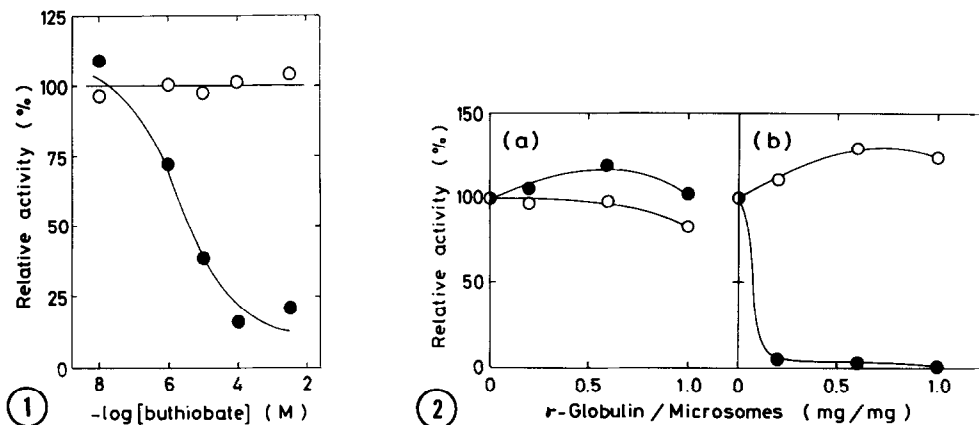 125
100
75
50
25
0
Relative activity (%)
8 6 4 2
-log [buthiobate] (M)
1
150
100
50
0
Relative activity (%)
(a) (b)
0 0.5 1.0 0 0.5 1.0
r-Globulin / Microsomes (mg/mg)
2